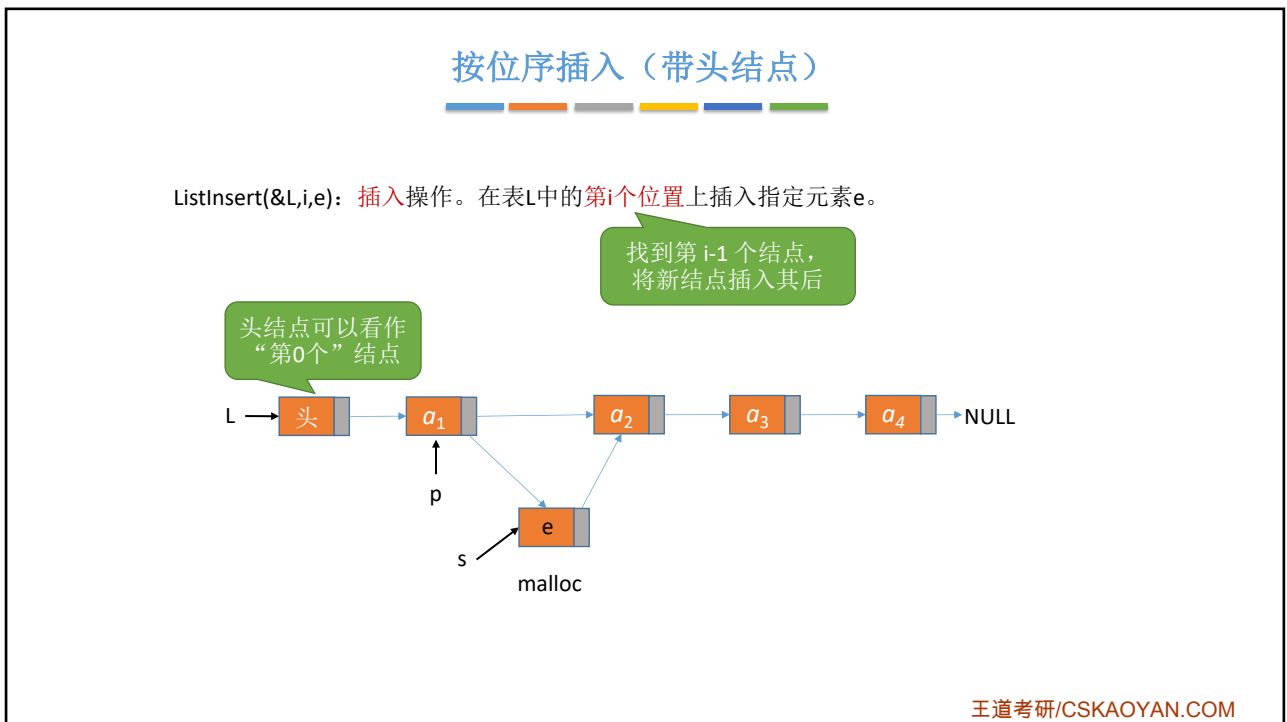 按位序插入（带头结点）
ListInsert(&L,i,e)：插入操作。在表L中的第i个位置上插入指定元素e。
找到第 i-1 个结点，
将新结点插入其后
头结点可以看作
“第0个”结点
L 头 a1 a2 a3 a4 NULL
p
e
s
malloc
王道考研/CSKAOYAN.COM